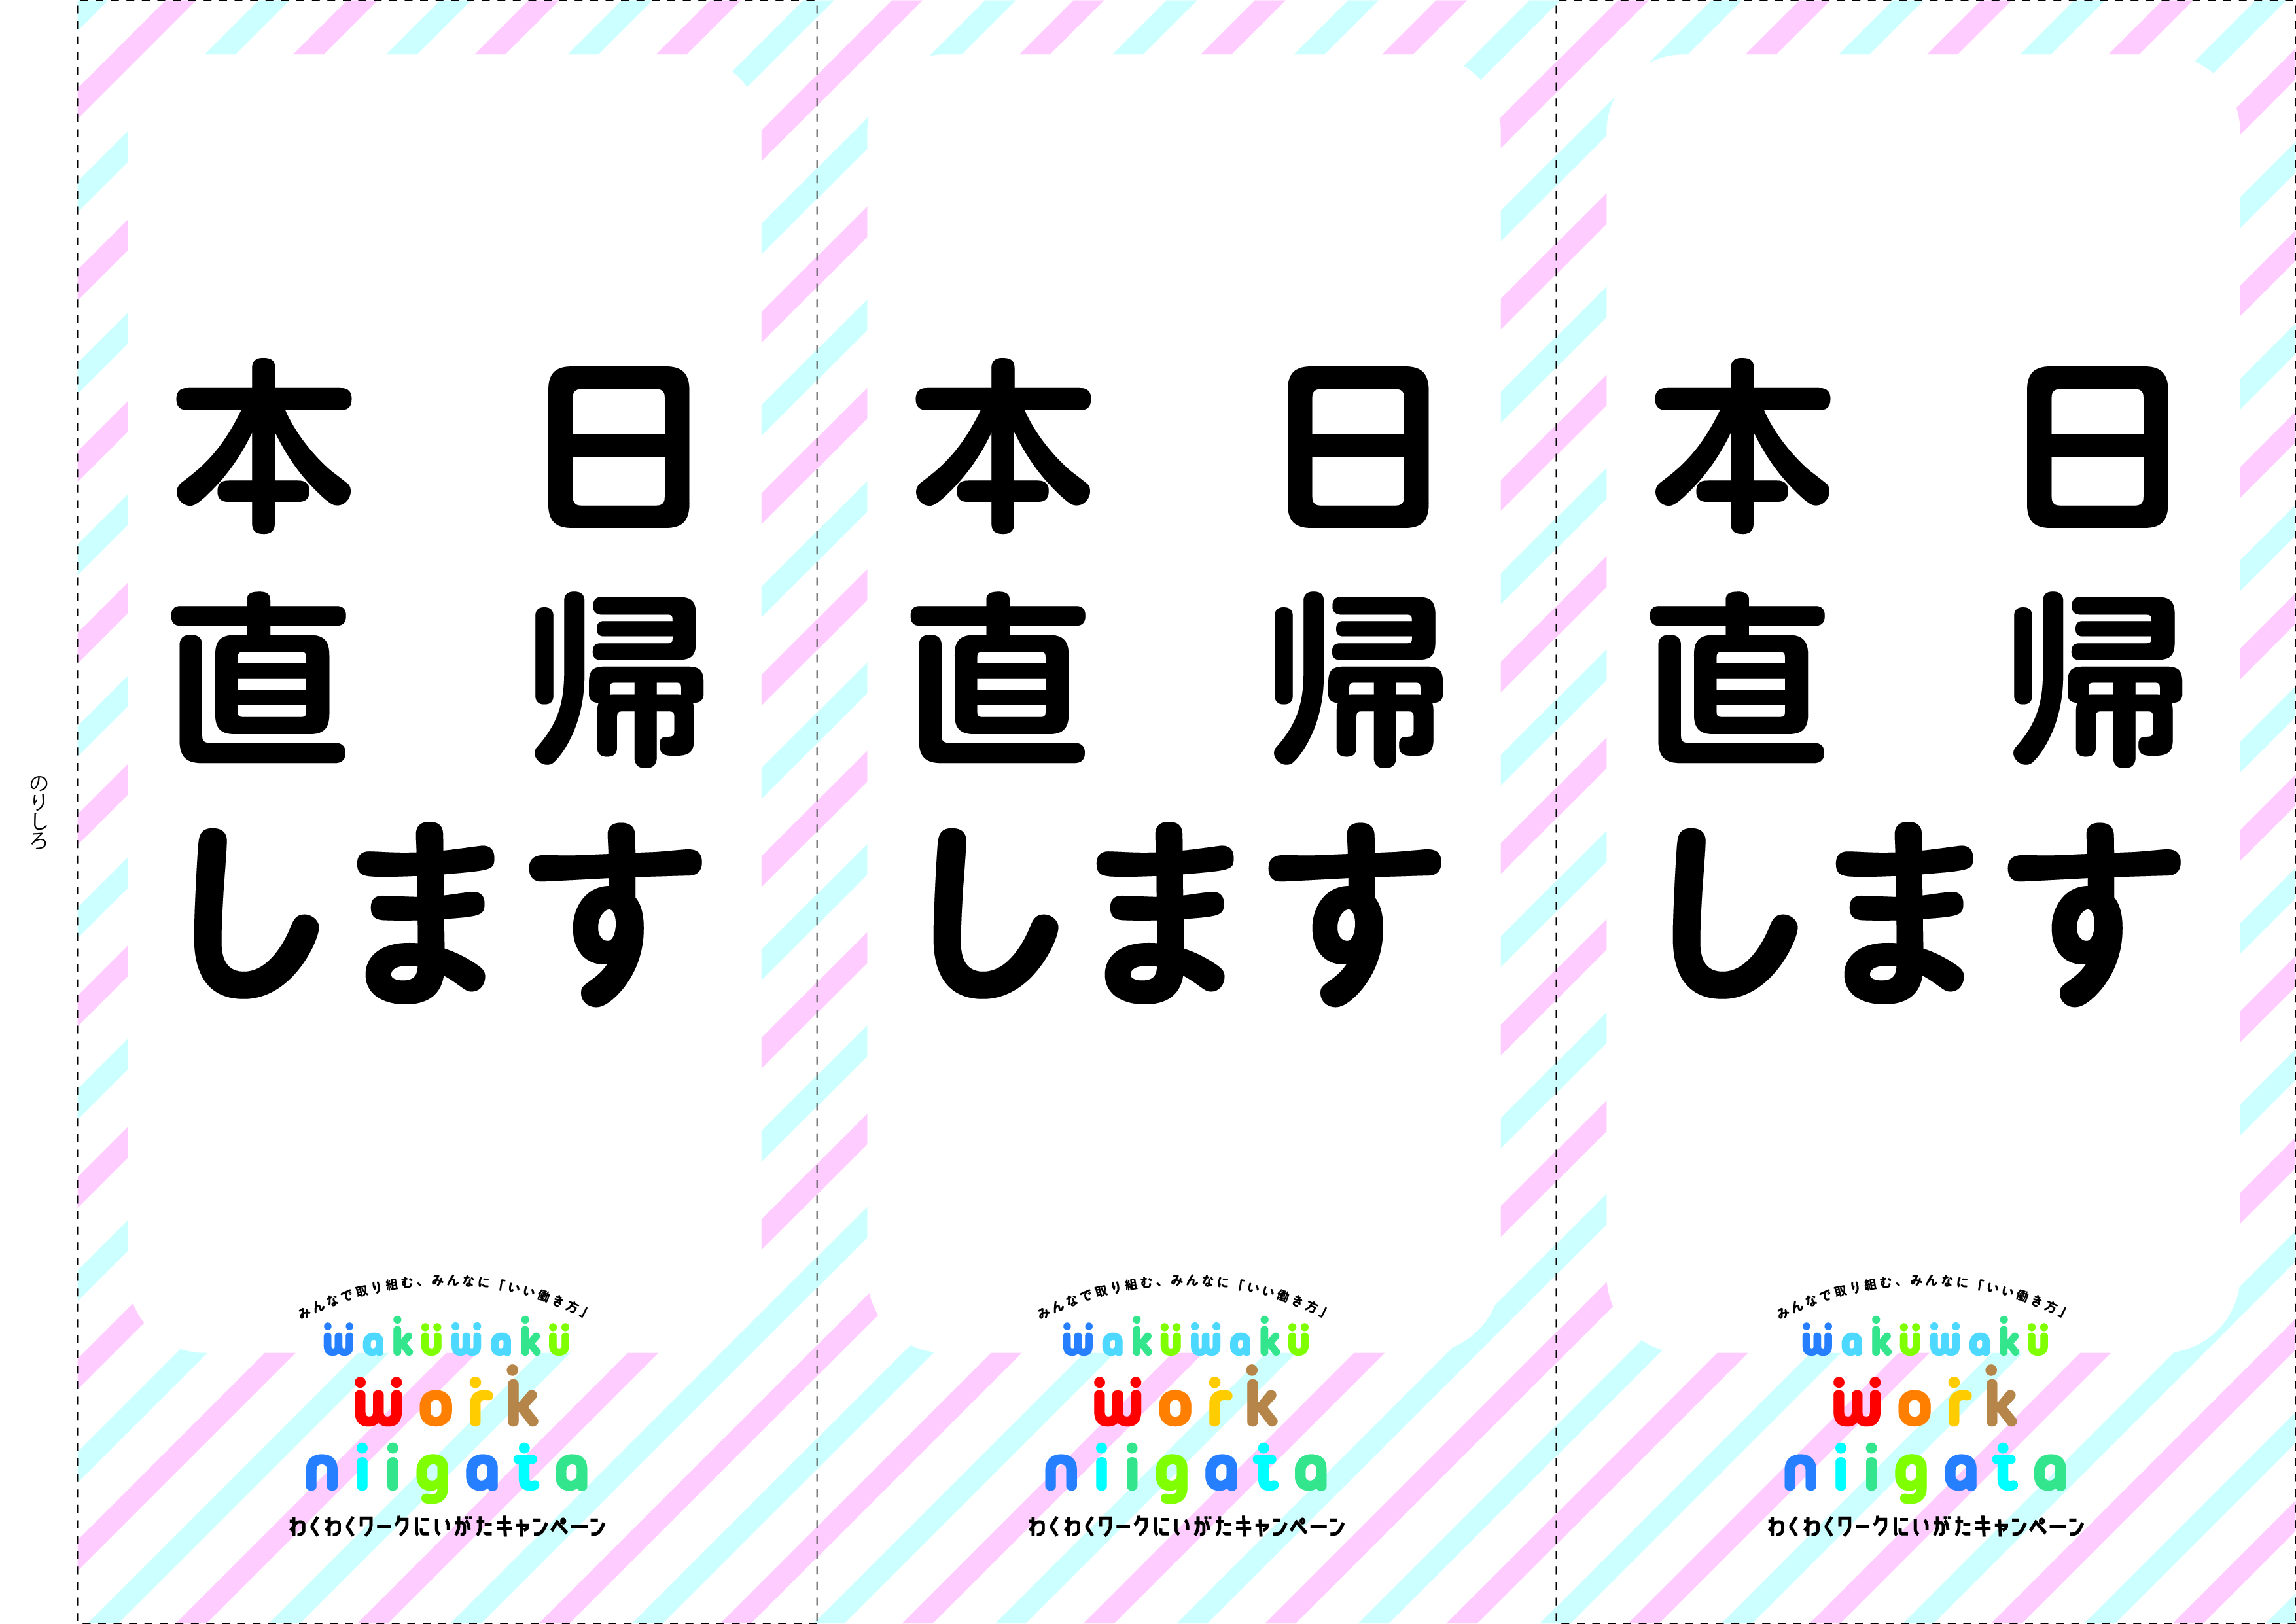 のりしろ
本日
直帰
します
みんなで取り組む、みんなに「いい働き方」
wakuwaku
work
niigata
わくわくワークにいがたキャンペーン
本日
直帰
します
みんなで取り組む、みんなに「いい働き方」
wakuwaku
work
niigata
わくわくワークにいがたキャンペーン
本日
直帰
します
みんなで取り組む、みんなに「いい働き方」
wakuwaku
work
niigata
わくわくワークにいがたキャンペーン